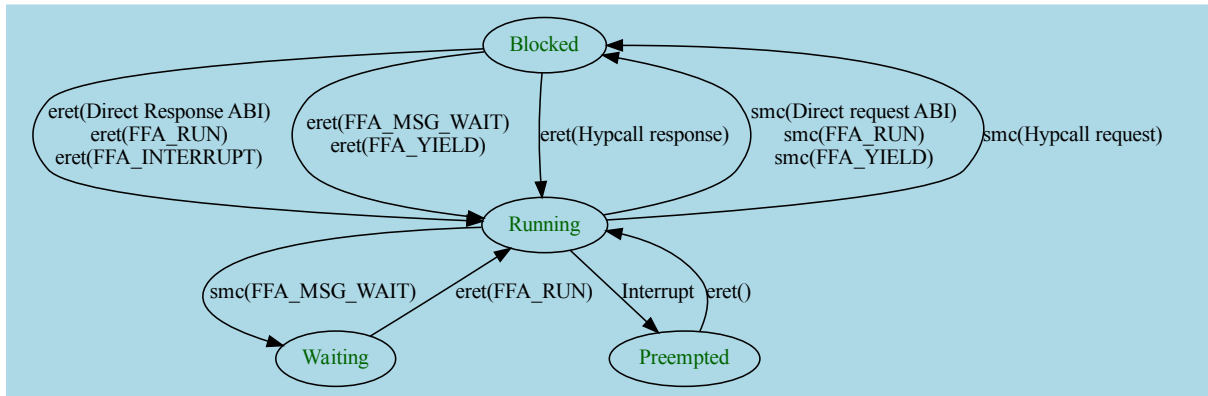 Blocked
eret(Direct Response ABI)
eret(FFA_RUN)
eret(FFA_INTERRUPT)
eret(FFA_MSG_WAIT)
eret(FFA_YIELD)
eret(Hypcall response)
smc(Direct request ABI)
smc(FFA_RUN)
smc(FFA_YIELD)
smc(Hypcall request)
Running
smc(FFA_MSG_WAIT)
eret(FFA_RUN)
Interrupt
eret()
Waiting
Preempted